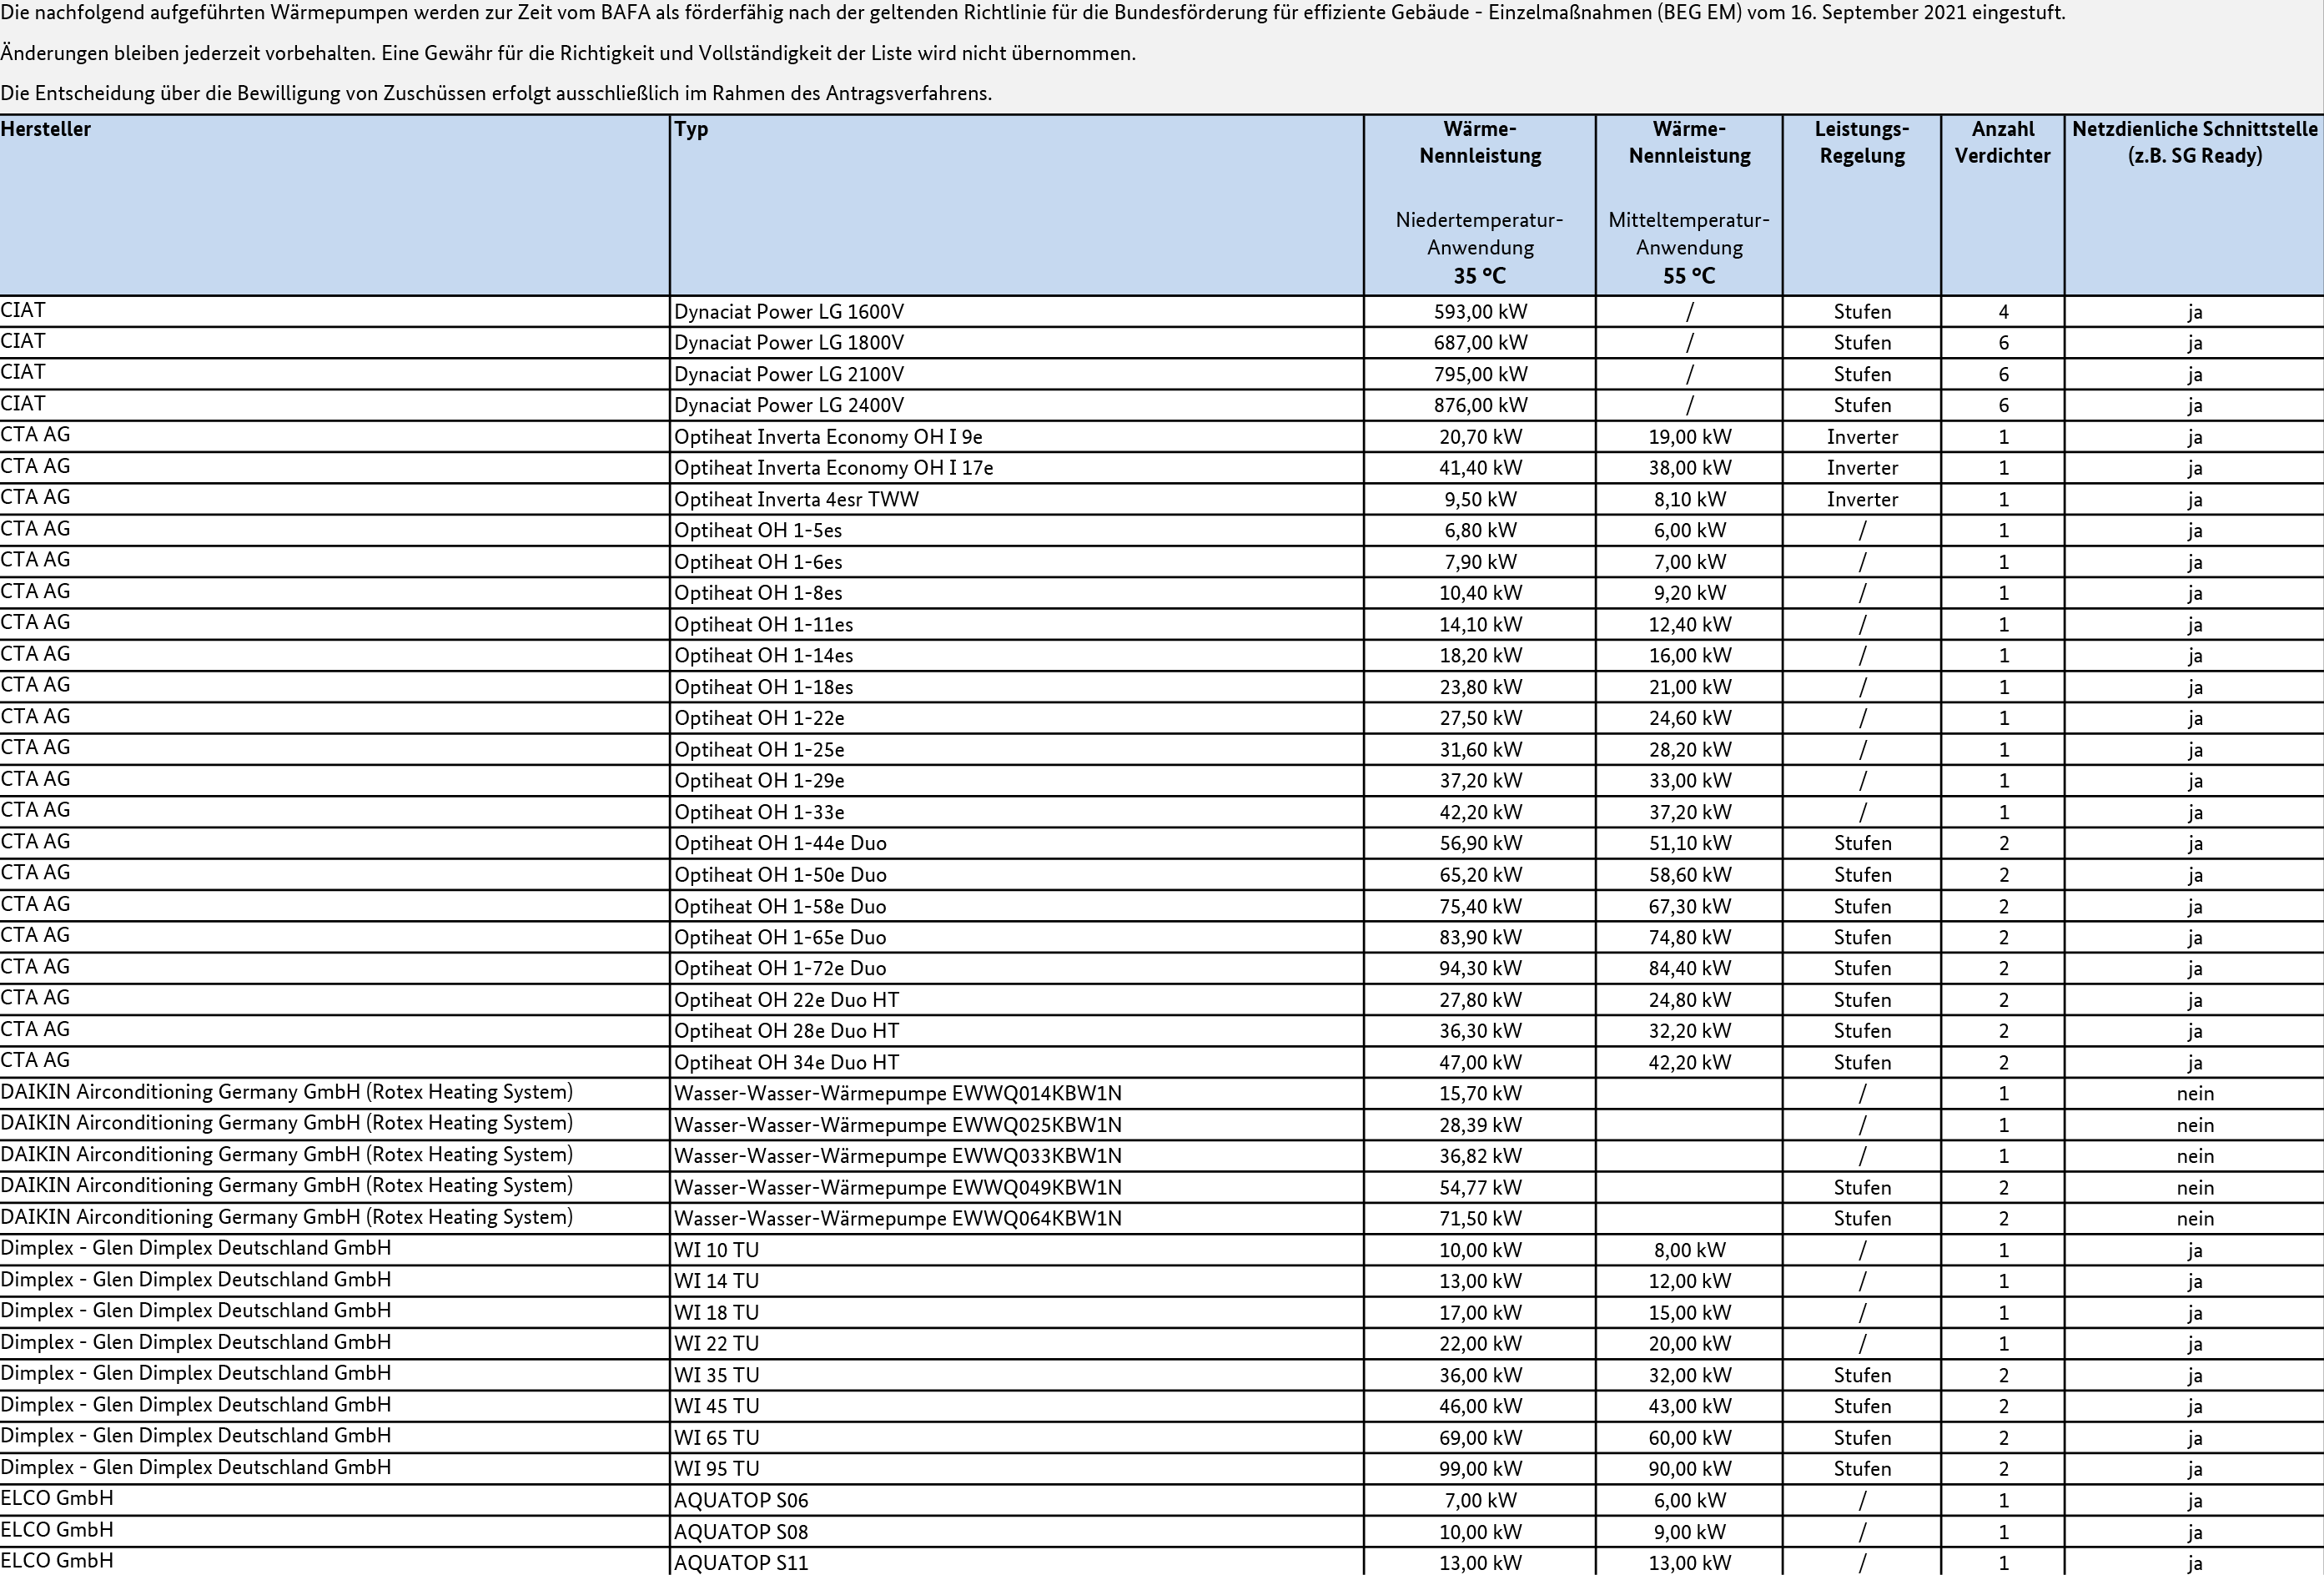 Die nachfolgend aufgeführten Wärmepumpen werden zur Zeit vom BAFA als förderfähig nach der geltenden Richtlinie für die Bundesförderung für effiziente Gebäude - Einzelmaßnahmen (BEG EM) vom 16. September 2021 eingestuft.
Änderungen bleiben jederzeit vorbehalten. Eine Gewähr für die Richtigkeit und Vollständigkeit der Liste wird nicht übernommen.
Die Entscheidung über die Bewilligung von Zuschüssen erfolgt ausschließlich im Rahmen des Antragsverfahrens.
Hersteller Typ Wärme- Wärme- Leistungs- Anzahl Netzdienliche Schnittstelle
Nennleistung Nennleistung Regelung Verdichter (z.B. SG Ready)
Niedertemperatur- Mitteltemperatur-
Anwendung Anwendung
35 °C 55 °C
CIAT Dynaciat Power LG 1600V 593,00 kW / Stufen 4 ja
CIAT Dynaciat Power LG 1800V 687,00 kW / Stufen 6 ja
CIAT Dynaciat Power LG 2100V 795,00 kW / Stufen 6 ja
CIAT Dynaciat Power LG 2400V 876,00 kW / Stufen 6 ja
CTA AG Optiheat Inverta Economy OH I 9e 20,70 kW 19,00 kW Inverter 1 ja
CTA AG Optiheat Inverta Economy OH I 17e 41,40 kW 38,00 kW Inverter 1 ja
CTA AG Optiheat Inverta 4esr TWW 9,50 kW 8,10 kW Inverter 1 ja
CTA AG Optiheat OH 1-5es 6,80 kW 6,00 kW / 1 ja
CTA AG Optiheat OH 1-6es 7,90 kW 7,00 kW / 1 ja
CTA AG Optiheat OH 1-8es 10,40 kW 9,20 kW / 1 ja
CTA AG Optiheat OH 1-11es 14,10 kW 12,40 kW / 1 ja
CTA AG Optiheat OH 1-14es 18,20 kW 16,00 kW / 1 ja
CTA AG Optiheat OH 1-18es 23,80 kW 21,00 kW / 1 ja
CTA AG Optiheat OH 1-22e 27,50 kW 24,60 kW / 1 ja
CTA AG Optiheat OH 1-25e 31,60 kW 28,20 kW / 1 ja
CTA AG Optiheat OH 1-29e 37,20 kW 33,00 kW / 1 ja
CTA AG Optiheat OH 1-33e 42,20 kW 37,20 kW / 1 ja
CTA AG Optiheat OH 1-44e Duo 56,90 kW 51,10 kW Stufen 2 ja
CTA AG Optiheat OH 1-50e Duo 65,20 kW 58,60 kW Stufen 2 ja
CTA AG Optiheat OH 1-58e Duo 75,40 kW 67,30 kW Stufen 2 ja
CTA AG Optiheat OH 1-65e Duo 83,90 kW 74,80 kW Stufen 2 ja
CTA AG Optiheat OH 1-72e Duo 94,30 kW 84,40 kW Stufen 2 ja
CTA AG Optiheat OH 22e Duo HT 27,80 kW 24,80 kW Stufen 2 ja
CTA AG Optiheat OH 28e Duo HT 36,30 kW 32,20 kW Stufen 2 ja
CTA AG Optiheat OH 34e Duo HT 47,00 kW 42,20 kW Stufen 2 ja
DAIKIN Airconditioning Germany GmbH (Rotex Heating System) Wasser-Wasser-Wärmepumpe EWWQ014KBW1N 15,70 kW / 1 nein
DAIKIN Airconditioning Germany GmbH (Rotex Heating System) Wasser-Wasser-Wärmepumpe EWWQ025KBW1N 28,39 kW / 1 nein
DAIKIN Airconditioning Germany GmbH (Rotex Heating System) Wasser-Wasser-Wärmepumpe EWWQ033KBW1N 36,82 kW / 1 nein
DAIKIN Airconditioning Germany GmbH (Rotex Heating System) Wasser-Wasser-Wärmepumpe EWWQ049KBW1N 54,77 kW Stufen 2 nein
DAIKIN Airconditioning Germany GmbH (Rotex Heating System) Wasser-Wasser-Wärmepumpe EWWQ064KBW1N 71,50 kW Stufen 2 nein
Dimplex - Glen Dimplex Deutschland GmbH WI 10 TU 10,00 kW 8,00 kW / 1 ja
Dimplex - Glen Dimplex Deutschland GmbH WI 14 TU 13,00 kW 12,00 kW / 1 ja
Dimplex - Glen Dimplex Deutschland GmbH WI 18 TU 17,00 kW 15,00 kW / 1 ja
Dimplex - Glen Dimplex Deutschland GmbH WI 22 TU 22,00 kW 20,00 kW / 1 ja
Dimplex - Glen Dimplex Deutschland GmbH WI 35 TU 36,00 kW 32,00 kW Stufen 2 ja
Dimplex - Glen Dimplex Deutschland GmbH WI 45 TU 46,00 kW 43,00 kW Stufen 2 ja
Dimplex - Glen Dimplex Deutschland GmbH WI 65 TU 69,00 kW 60,00 kW Stufen 2 ja
Dimplex - Glen Dimplex Deutschland GmbH WI 95 TU 99,00 kW 90,00 kW Stufen 2 ja
ELCO GmbH AQUATOP S06 7,00 kW 6,00 kW / 1 ja
ELCO GmbH AQUATOP S08 10,00 kW 9,00 kW / 1 ja
ELCO GmbH AQUATOP S11 13,00 kW 13,00 kW / 1 ja